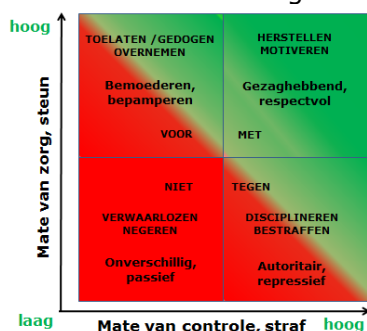 hoog
Mate van zorg, steun
TOELATEN /GEDOGEN
OVERNEMEN
Bemoederen,
bepamperen
VOOR
HERSTELLEN
MOTIVEREN
Gezaghebbend,
respectvol
MET
NIET
VERWAARLOZEN
NEGEREN
Onverschillig,
passief
TEGEN
DISCIPLINEREN
BESTRAFFEN
Autoritair,
repressief
laag
Mate van controle, straf
hoog